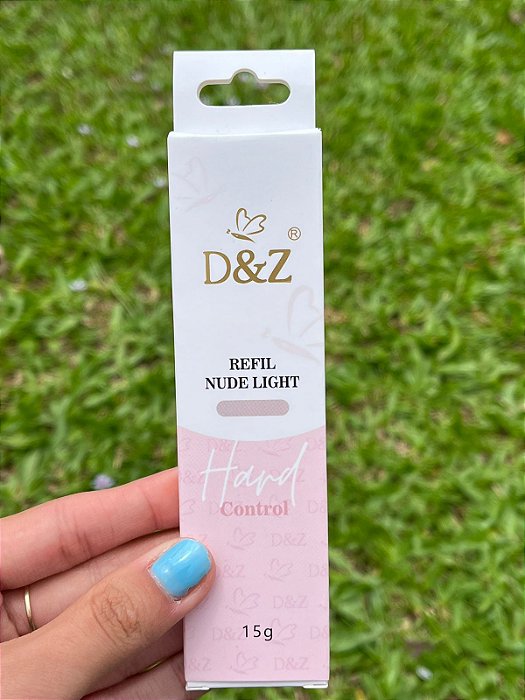 D&Z ®
REFIL
NUDE LIGHT
Hard
Control
D&Z
D&Z
15g